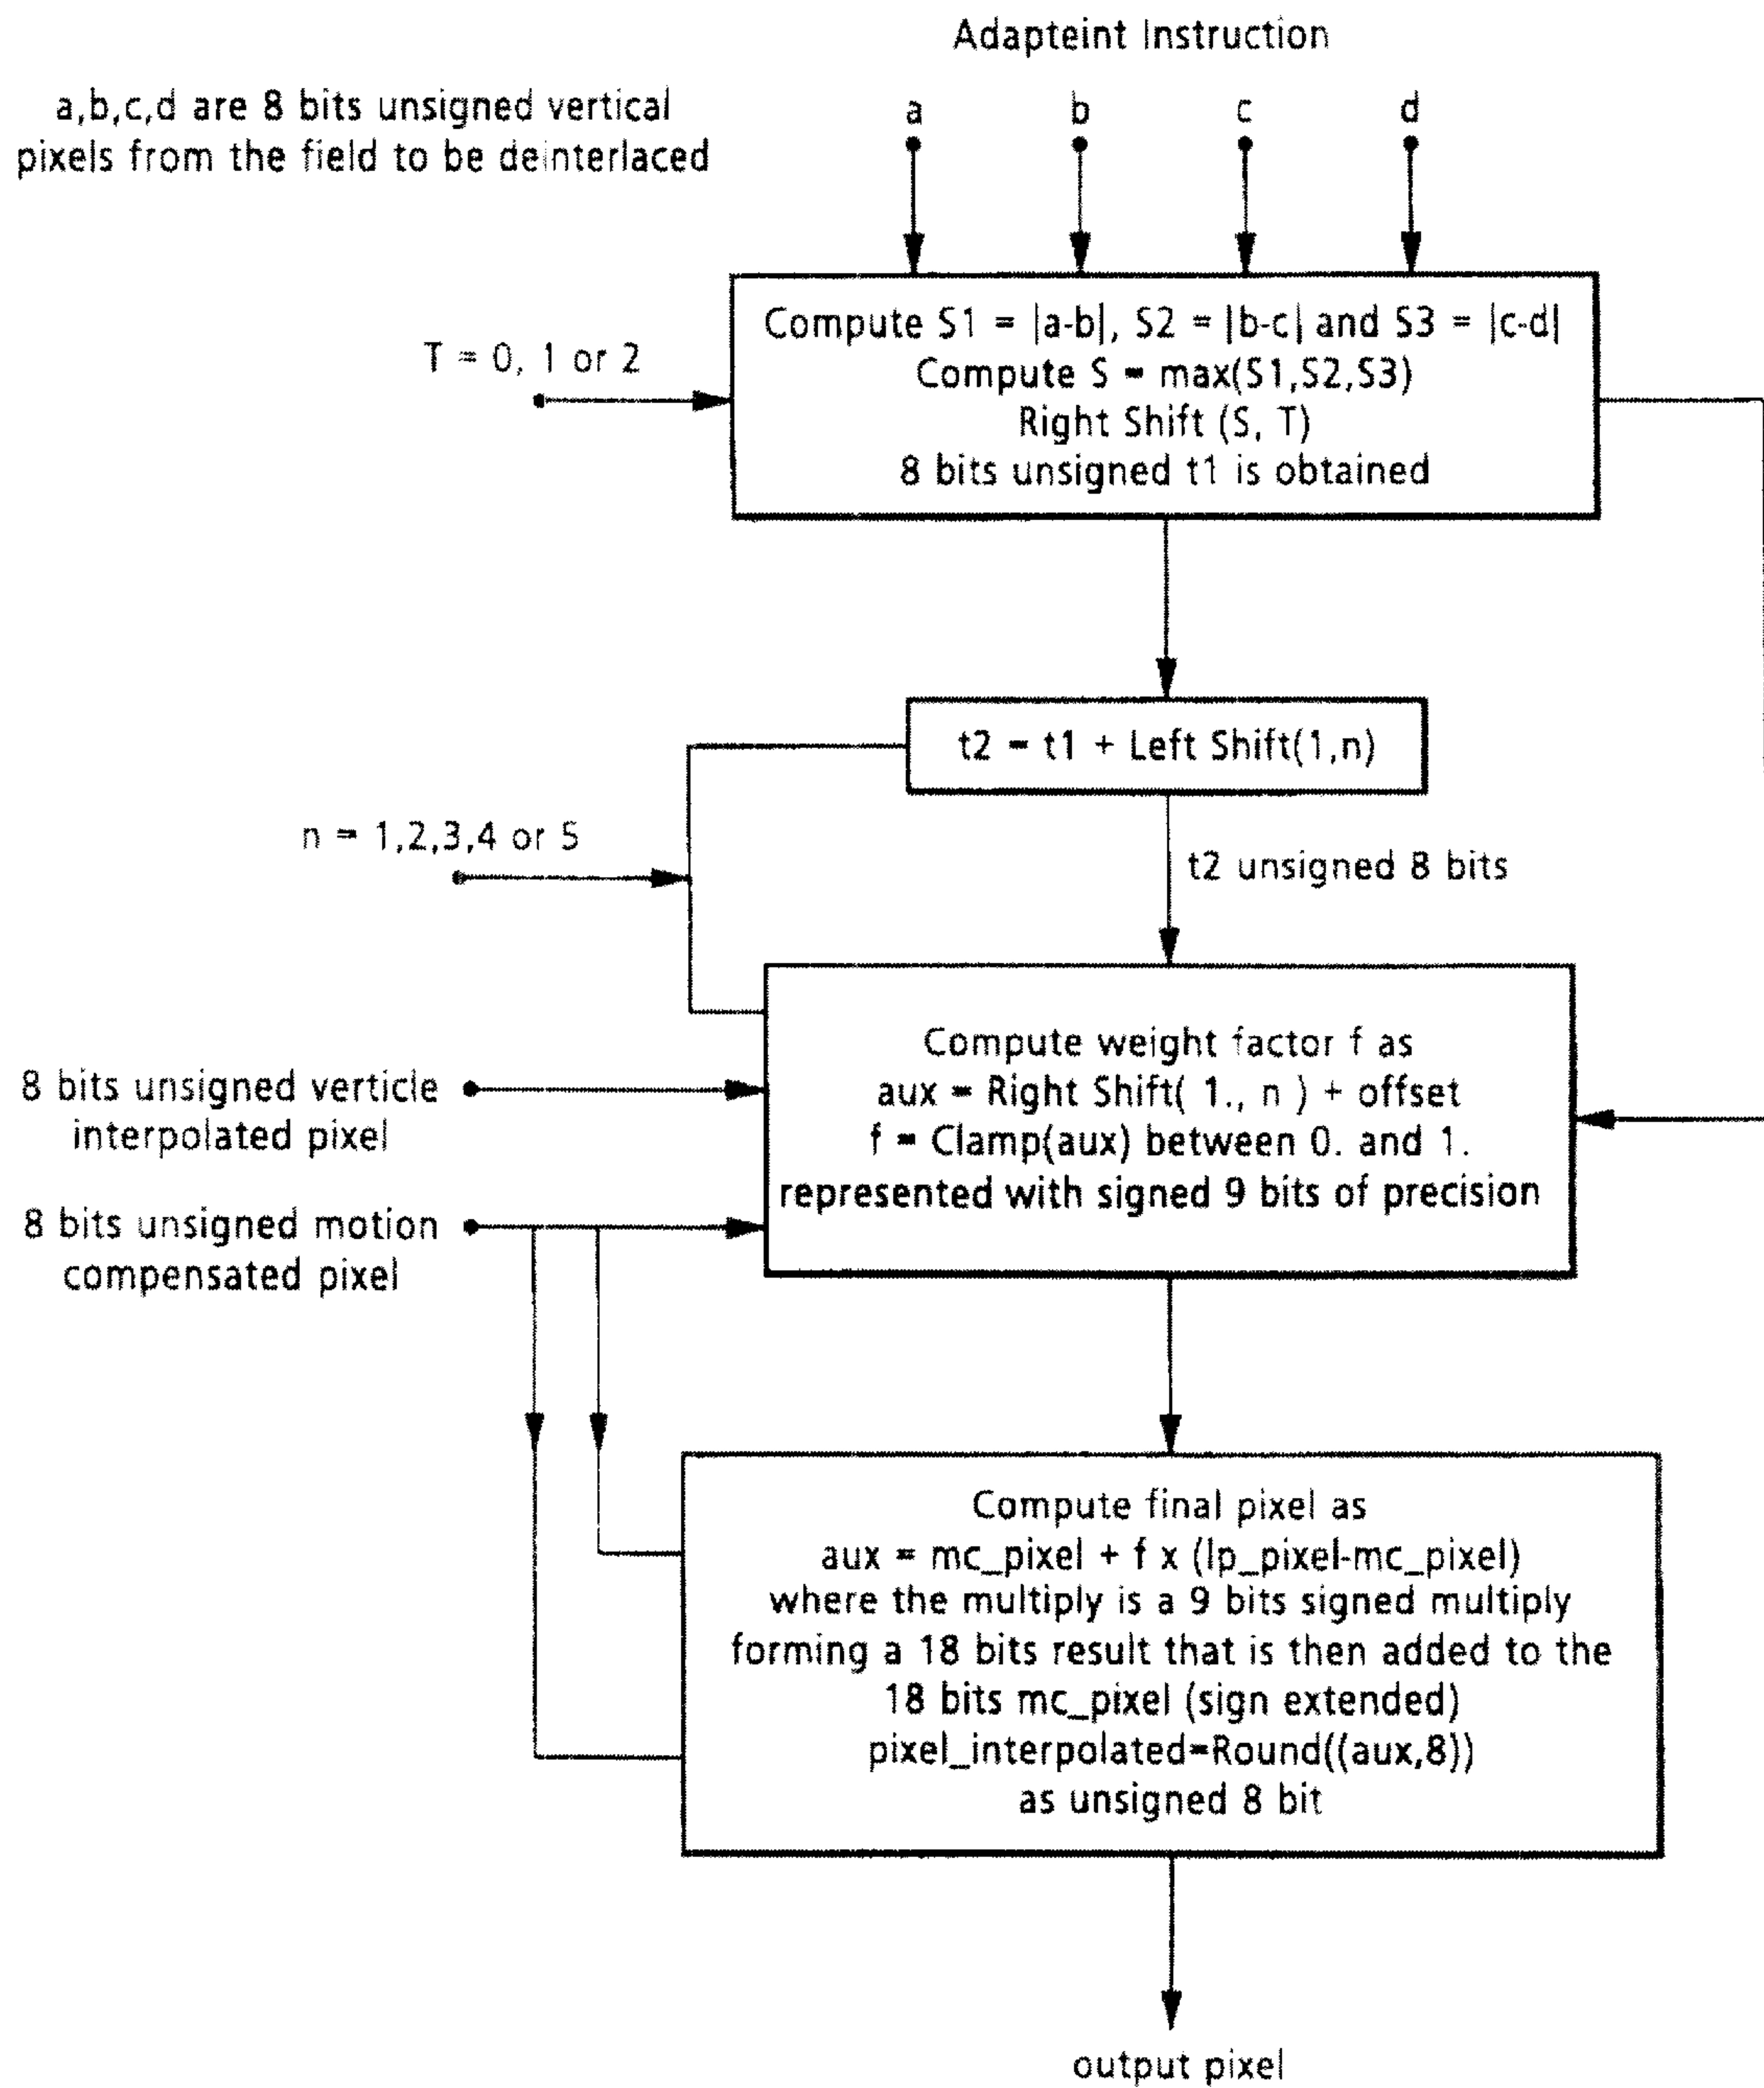 Adapteint Instruction
a,b,c,d are 8 bits unsigned vertical
pixels from the field to be deinterlaced
a b c d
T = 0, 1 or 2
Compute S1 = |a-b|, S2 = |b-c| and S3 = |c-d|
Compute S = max(S1,S2,S3)
Right Shift (S, T)
8 bits unsigned t1 is obtained
t2 = t1 + Left Shift(1,n)
n = 1,2,3,4 or 5
t2 unsigned 8 bits
Compute weight factor f as
aux = Right Shift( 1., n ) + offset
f = Clamp(aux) between 0. and 1.
represented with signed 9 bits of precision
8 bits unsigned verticle
interpolated pixel
8 bits unsigned motion
compensated pixel
Compute final pixel as
aux = mc_pixel + f x (lp_pixel-mc_pixel)
where the multiply is a 9 bits signed multiply
forming a 18 bits result that is then added to the
18 bits mc_pixel (sign extended)
pixel_interpolated=Round((aux,8))
as unsigned 8 bit
output pixel